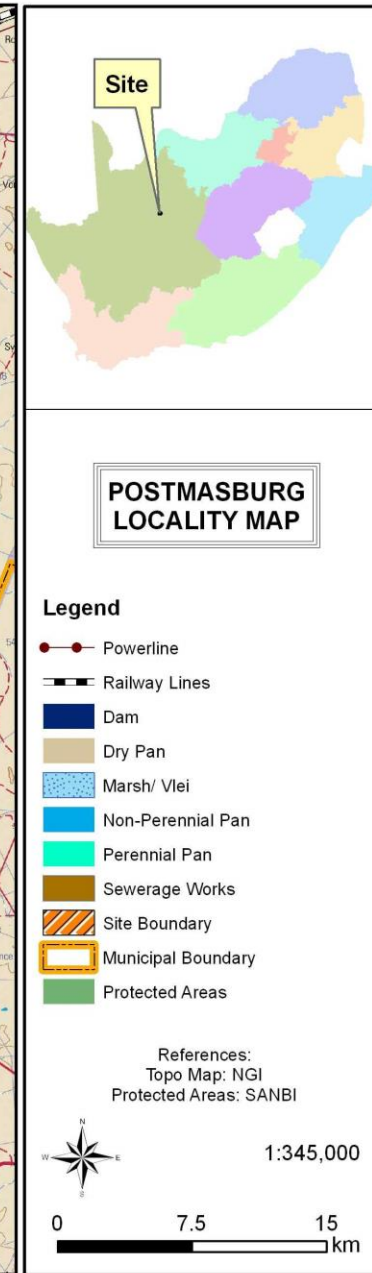 Site
POSTMASBURG
LOCALITY MAP
Legend
Powerline
Railway Lines
Dam
Dry Pan
Marsh/ Vlei
Non-Perennial Pan
Perennial Pan
Sewerage Works
Site Boundary
Municipal Boundary
Protected Areas
References:
Topo Map: NGI
Protected Areas: SANBI
N
W E
S
1:345,000
0 7.5 15
km